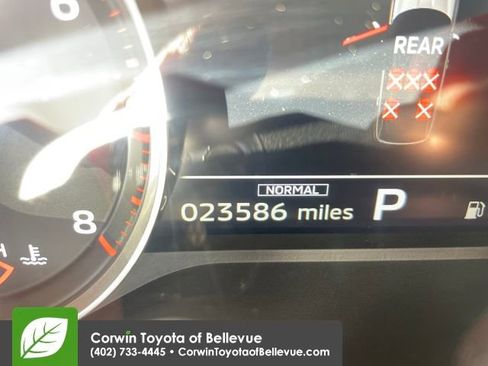 6
REAR
NORMAL
023586 miles P
8
H
Corwin Toyota of Bellevue
(402) 733-4445 • CorwinToyotaofBellevue.com